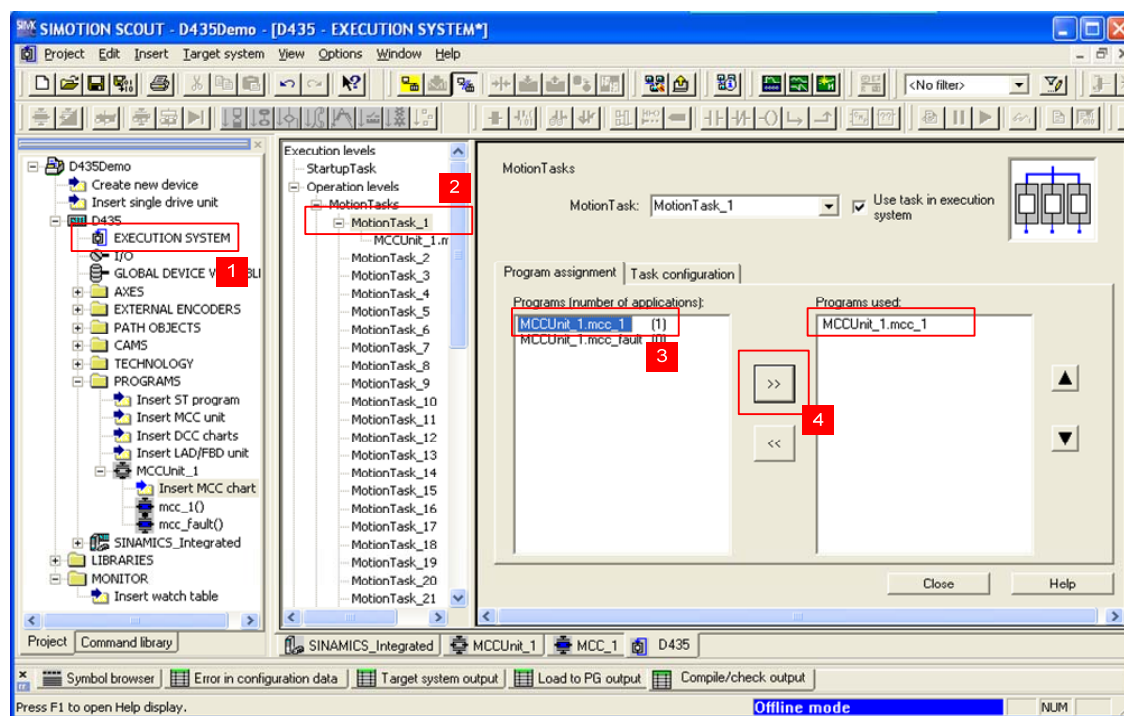 SIMOTION SCOUT - D435Demo - [D435 - EXECUTION SYSTEM*]
Project Edit Insert Target system View Options Window Help
<No filter>
D435Demo
Create new device
Insert single drive unit
D435
EXECUTION SYSTEM
1
I/O
GLOBAL DEVICE V
BLI
AXES
EXTERNAL ENCODERS
PATH OBJECTS
CAMS
TECHNOLOGY
PROGRAMS
Insert ST program
Insert MCC unit
Insert DCC charts
Insert LAD/FBD unit
MCCUnit_1
Insert MCC chart
mcc_1()
mcc_fault()
SINAMICS_Integrated
LIBRARIES
MONITOR
Insert watch table
Project Command library
Execution levels
StartupTask
Operation levels
2
MotionTasks
MotionTask_1
MCCUnit_1.m
MotionTask_2
MotionTask_3
MotionTask_4
MotionTask_5
MotionTask_6
MotionTask_7
MotionTask_8
MotionTask_9
MotionTask_10
MotionTask_11
MotionTask_12
MotionTask_13
MotionTask_14
MotionTask_15
MotionTask_16
MotionTask_17
MotionTask_18
MotionTask_19
MotionTask_20
MotionTask_21
MotionTasks
MotionTask: MotionTask_1
Use task in execution
system
Program assignment Task configuration
Programs (number of applications):
MCCUnit_1.mcc_1 (1)
MCCUnit_1.mcc_fault (0)
3
>>
4
<<
Programs used:
MCCUnit_1.mcc_1
Close Help
SINAMICS_Integrated MCCUnit_1 MCC_1 D435
Symbol browser Error in configuration data Target system output Load to PG output Compile/check output
Press F1 to open Help display. Offline mode NUM